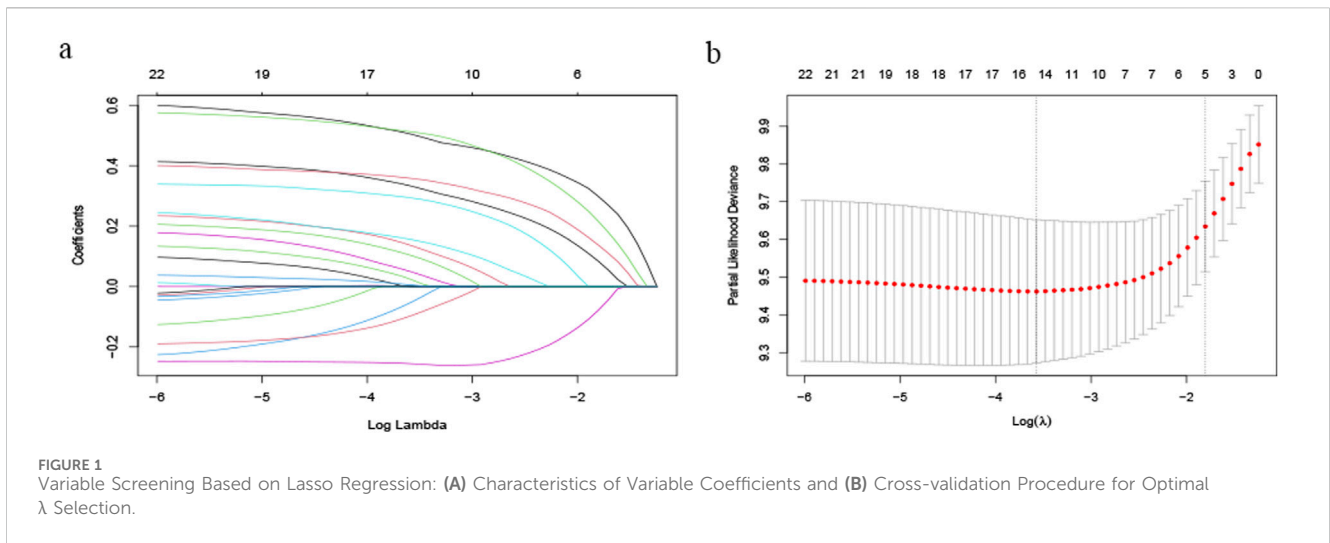 a
22 19 17 10 6
0.6
0.4
0.2
0.0
−0.2
Coefficients
−6 −5 −4 −3 −2
Log Lambda
b
22 21 21 19 18 18 17 17 16 14 11 10 7 7 6 5 3 0
9.9
9.8
9.7
9.6
9.5
9.4
9.3
Partial Likelihood Deviance
−6 −5 −4 −3 −2
Log(λ)
FIGURE 1
Variable Screening Based on Lasso Regression: (A) Characteristics of Variable Coefficients and (B) Cross-validation Procedure for Optimal
λ Selection.